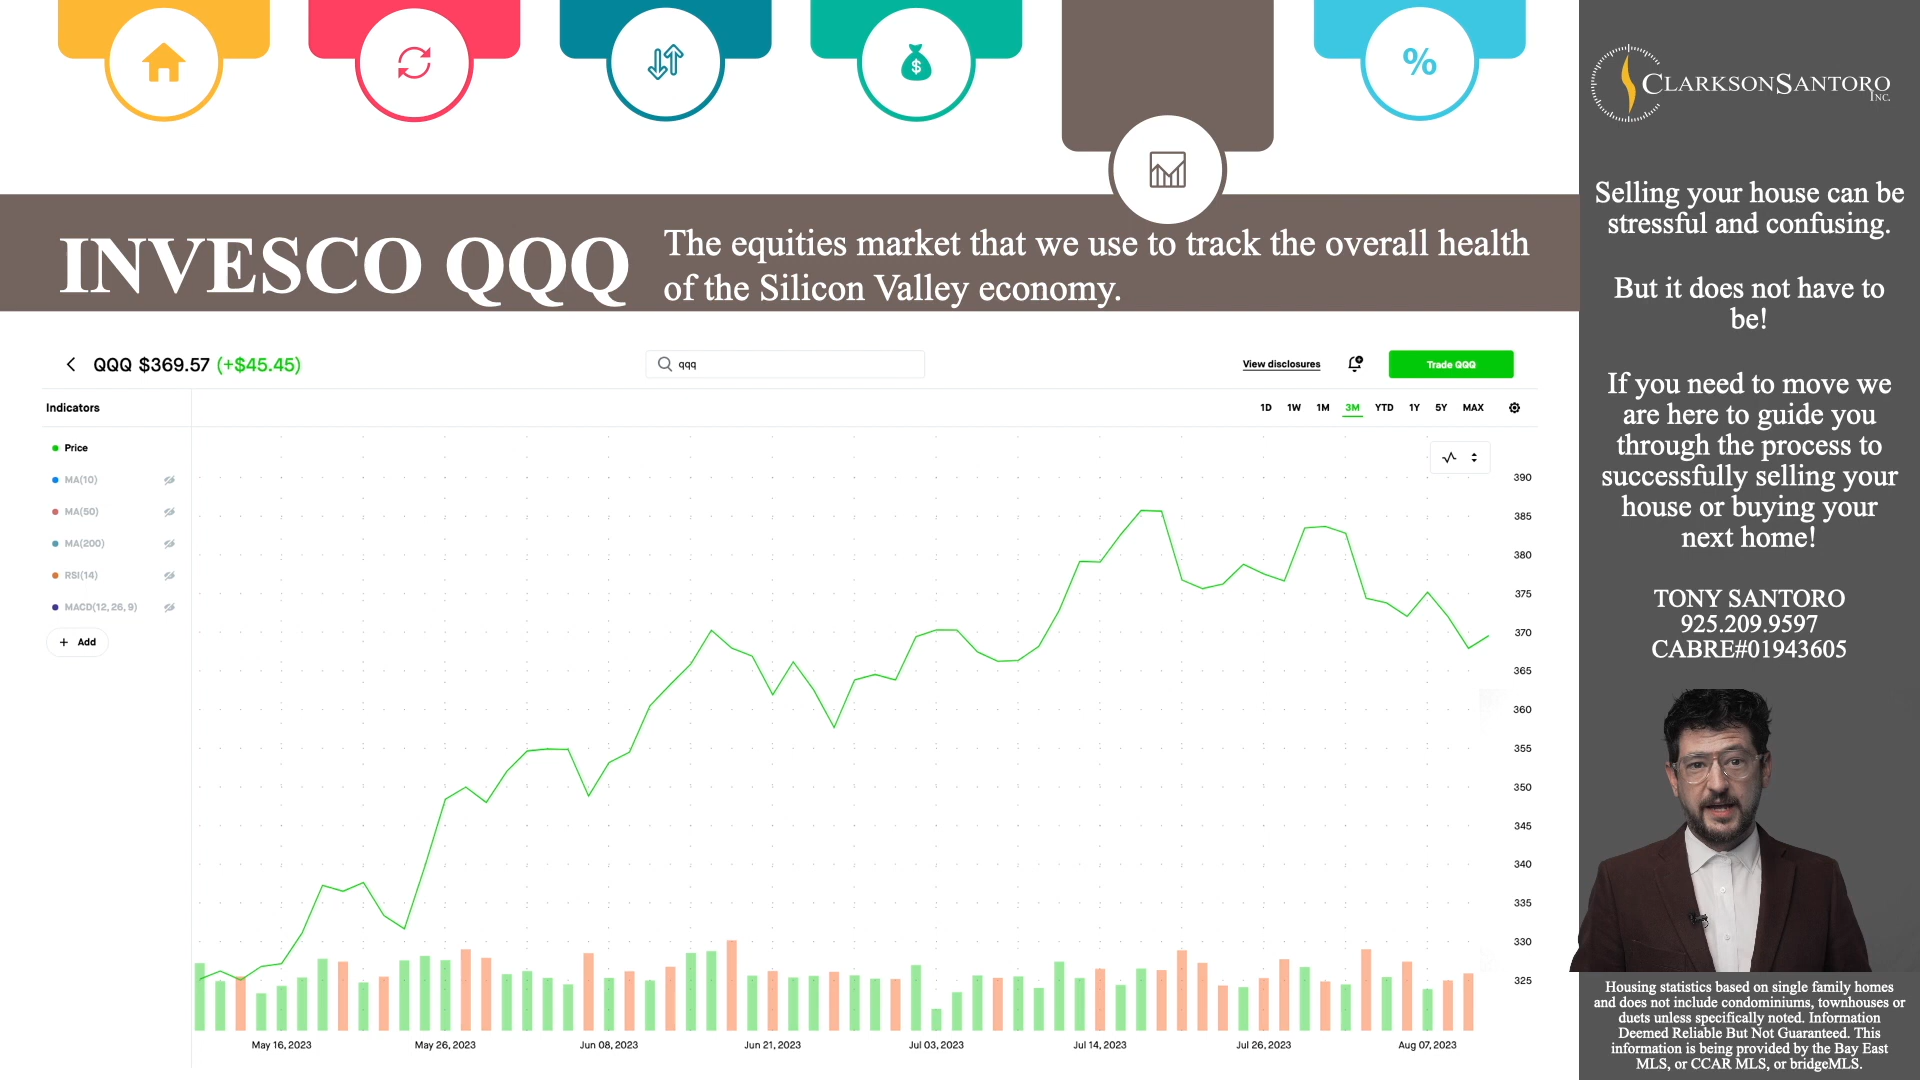 %
CLARKSONSANTORO
INC.
INVESCO QQQ
The equities market that we use to track the overall health
of the Silicon Valley economy.
QQQ $369.57 (+$45.45)
qqq
View disclosures
Trade QQQ
Indicators
1D 1W 1M 3M YTD 1Y 5Y MAX
Price
MA(10)
MA(50)
MA(200)
RSI(14)
MACD(12, 26, 9)
+ Add
390
385
380
375
370
365
360
355
350
345
340
335
330
325
May 16, 2023
May 26, 2023
Jun 08, 2023
Jun 21, 2023
Jul 03, 2023
Jul 14, 2023
Jul 26, 2023
Aug 07, 2023
Selling your house can be
stressful and confusing.
But it does not have to
be!
If you need to move we
are here to guide you
through the process to
successfully selling your
house or buying your
next home!
TONY SANTORO
925.209.9597
CABRE#01943605
Housing statistics based on single family homes
and does not include condominiums, townhouses or
duets unless specifically noted. Information
Deemed Reliable But Not Guaranteed. This
information is being provided by the Bay East
MLS, or CCAR MLS, or bridgeMLS.